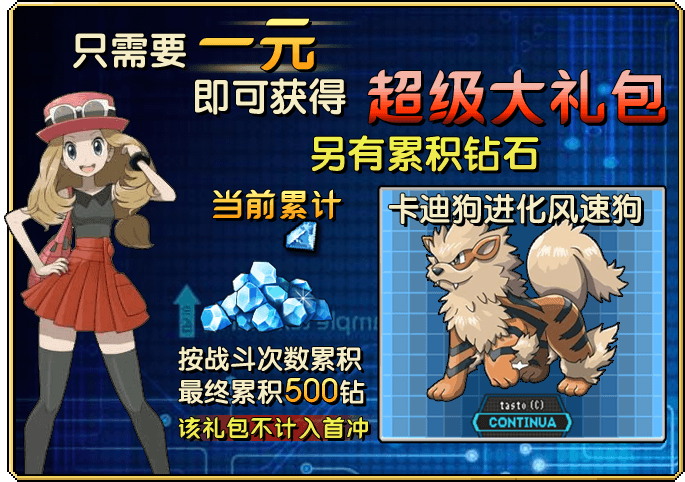 只需要一元
即可获得 超级大礼包
另有累积钻石
当前累计
卡迪狗进化风速狗
按战斗次数累积
最终累积500钻
该礼包不计入首冲
tasto (C)
CONTINUA